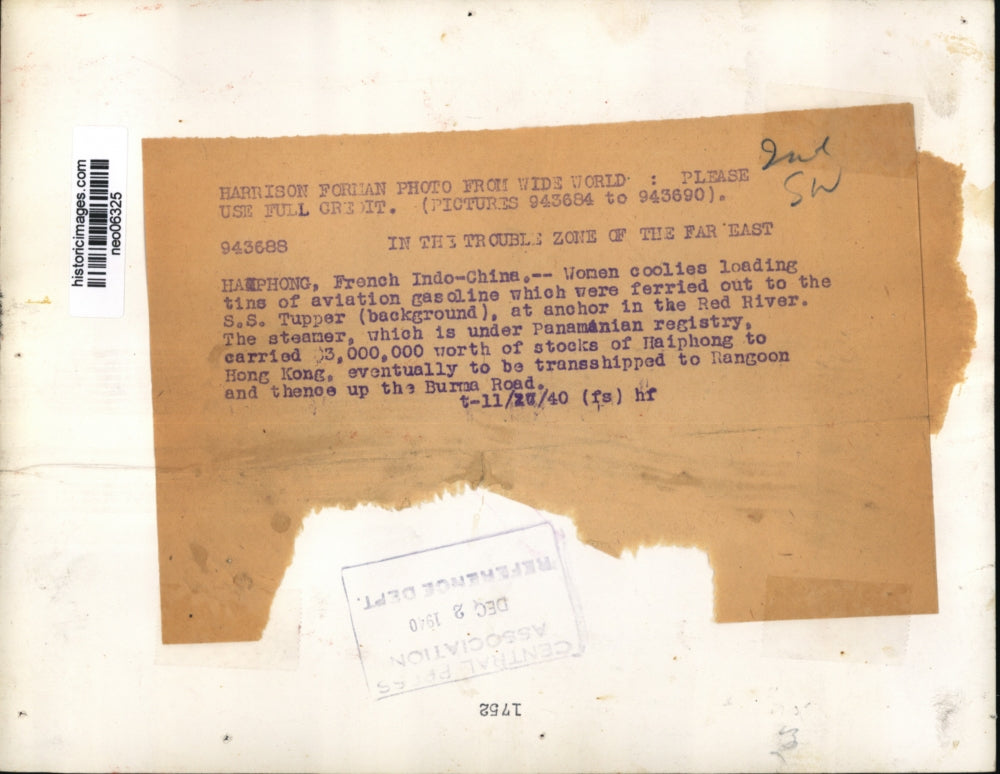 historicimages.com
neo06325
2nd
SW
HARRISON FORMAN PHOTO FROM WIDE WORLD : PLEASE
USE FULL CREDIT. (PICTURES 943684 to 943690).
943688 IN THE TROUBLE ZONE OF THE FAR EAST
HAIPHONG, French Indo-China.-- Women coolies loading
tins of aviation gasoline which were ferried out to the
S.S. Tupper (background), at anchor in the Red River.
The steamer, which is under Panamanian registry,
carried $3,000,000 worth of stocks of Haiphong to
Hong Kong, eventually to be transshipped to Rangoon
and thence up the Burma Road.
t-11/27/40 (fs) hf
REFERENCE DEPT.
DEC 2 1940
CENTRAL PRESS
ASSOCIATION
1752